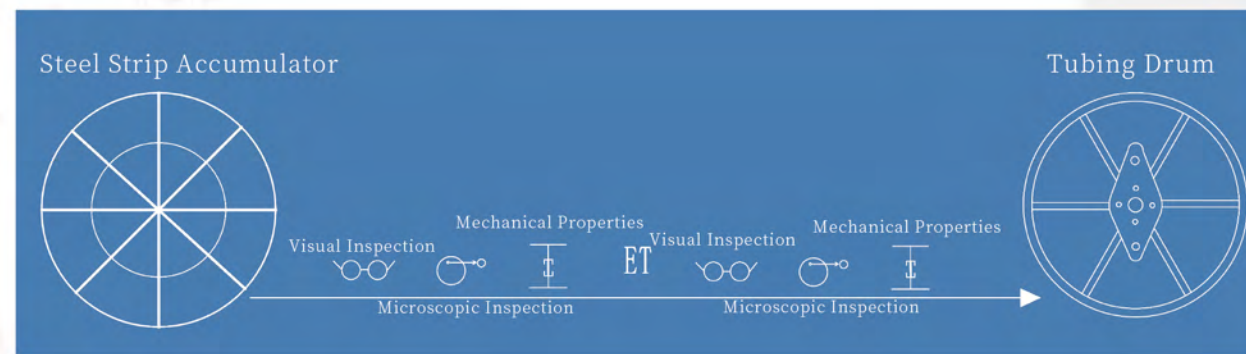 Steel Strip Accumulator
Tubing Drum
Mechanical Properties
Visual Inspection
ET
Visual Inspection
Mechanical Properties
Microscopic Inspection
Microscopic Inspection